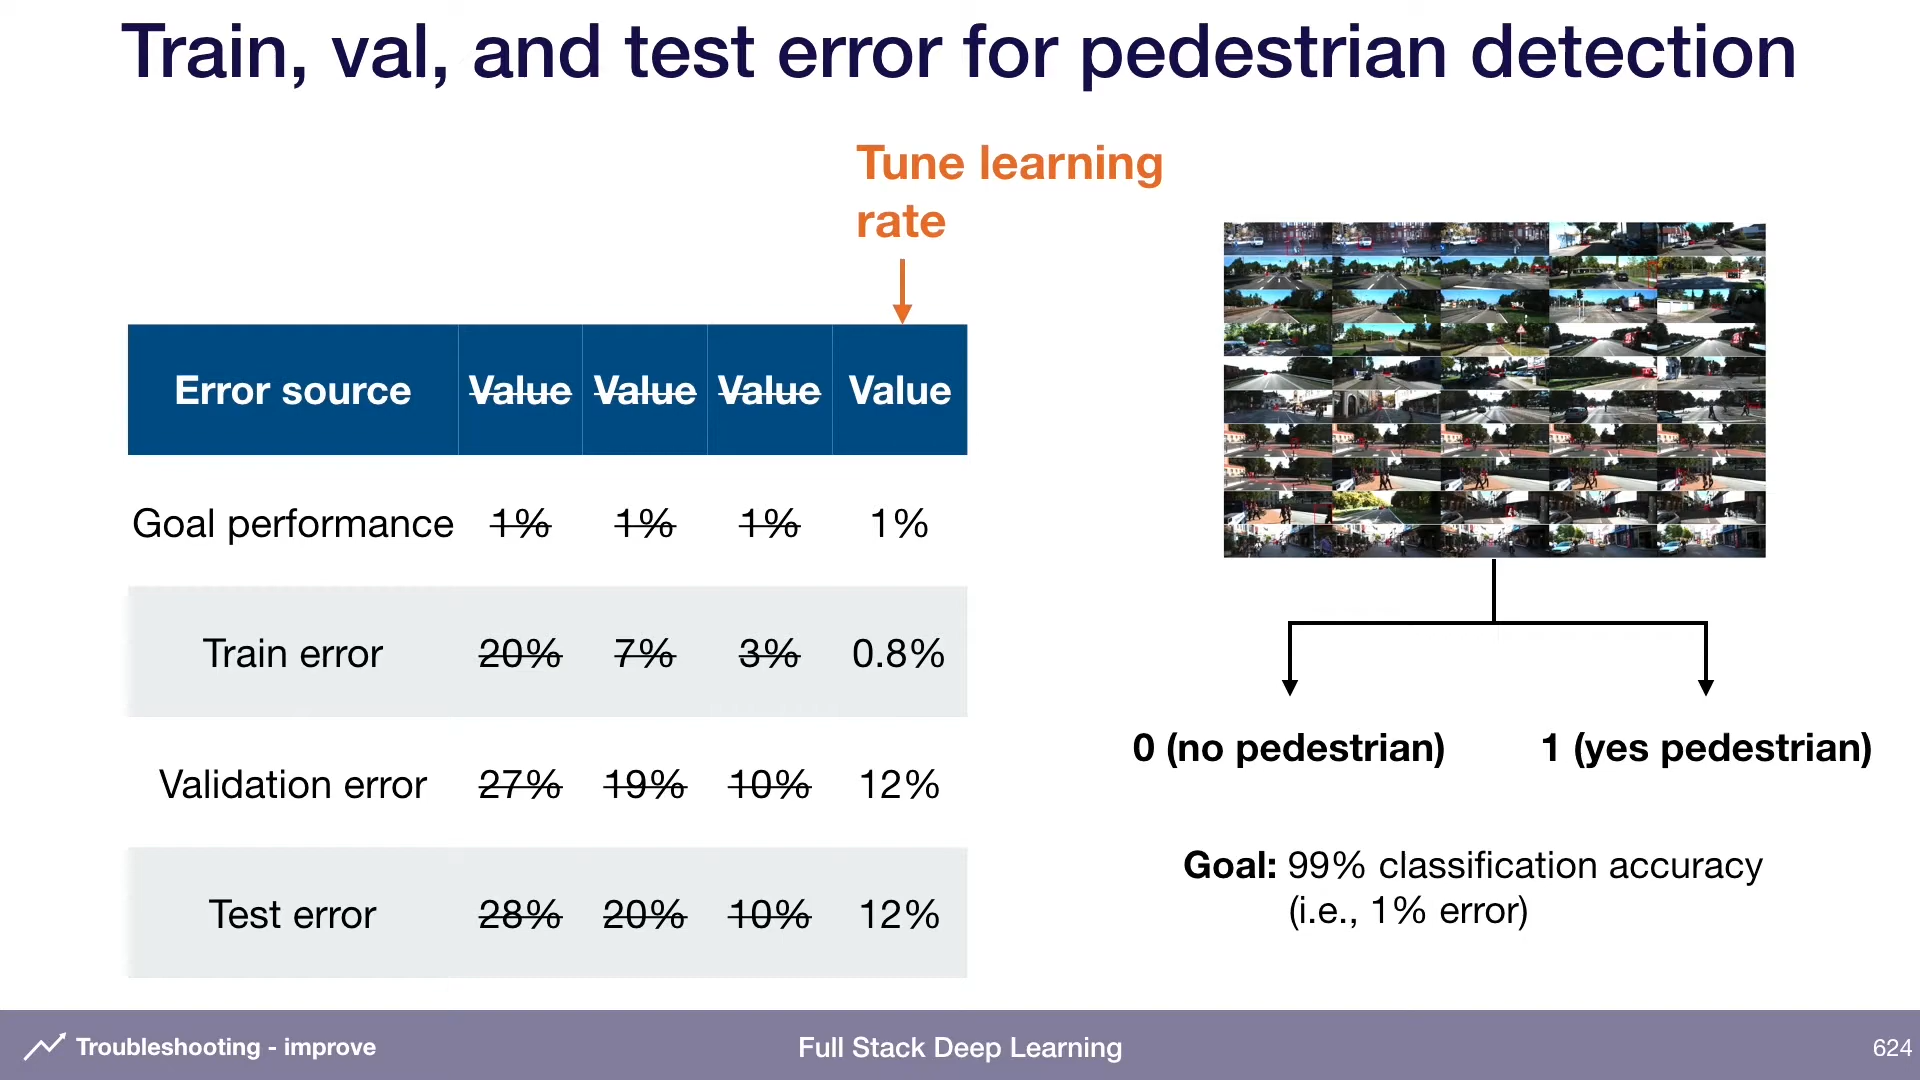 Train, val, and test error for pedestrian detection
Tune learning
rate
Error source Value Value Value Value
Goal performance 1% 1% 1% 1%
Train error 20% 7% 3% 0.8%
Validation error 27% 19% 10% 12%
Test error 28% 20% 10% 12%
0 (no pedestrian) 1 (yes pedestrian)
Goal: 99% classification accuracy
(i.e., 1% error)
Troubleshooting - improve Full Stack Deep Learning 624